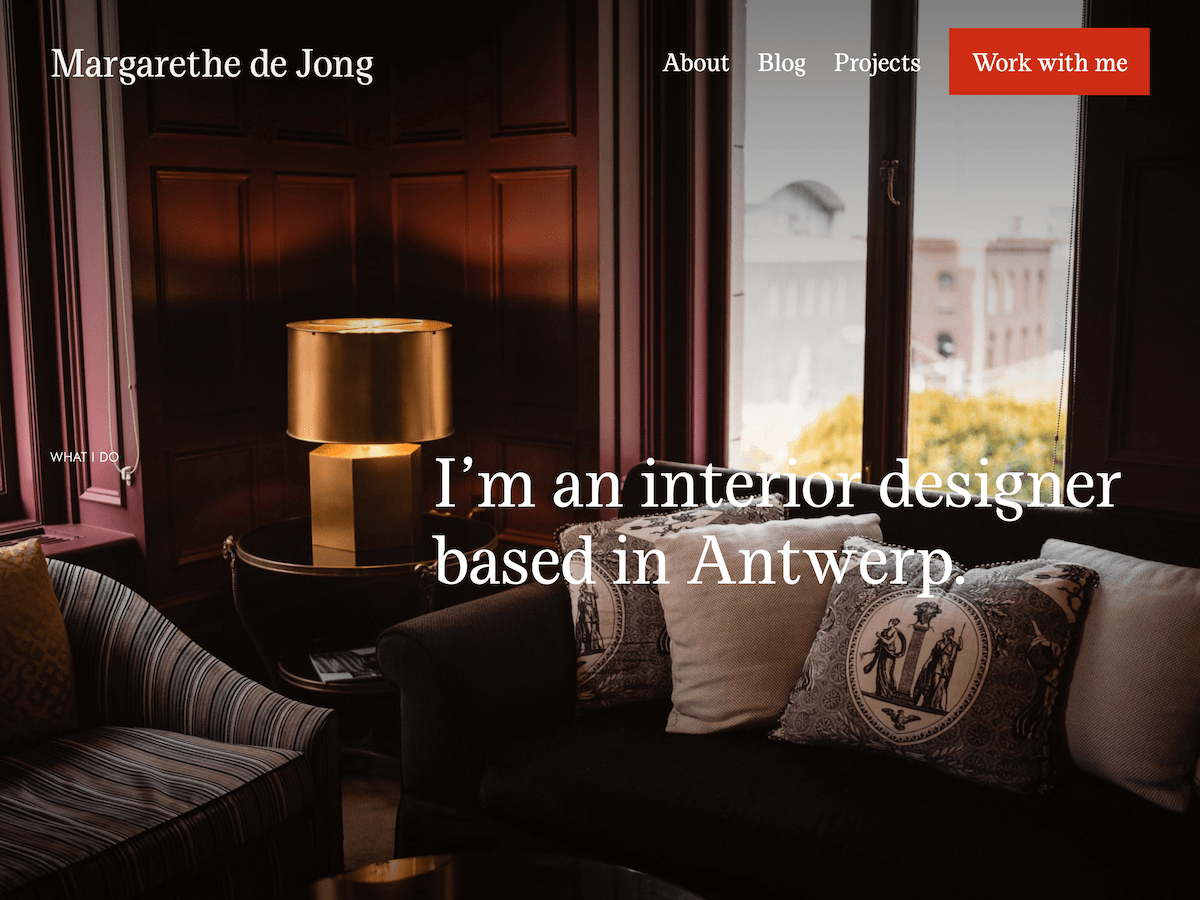 Margarethe de Jong
About Blog Projects Work with me
WHAT I DO
I’m an interior designer
based in Antwerp.